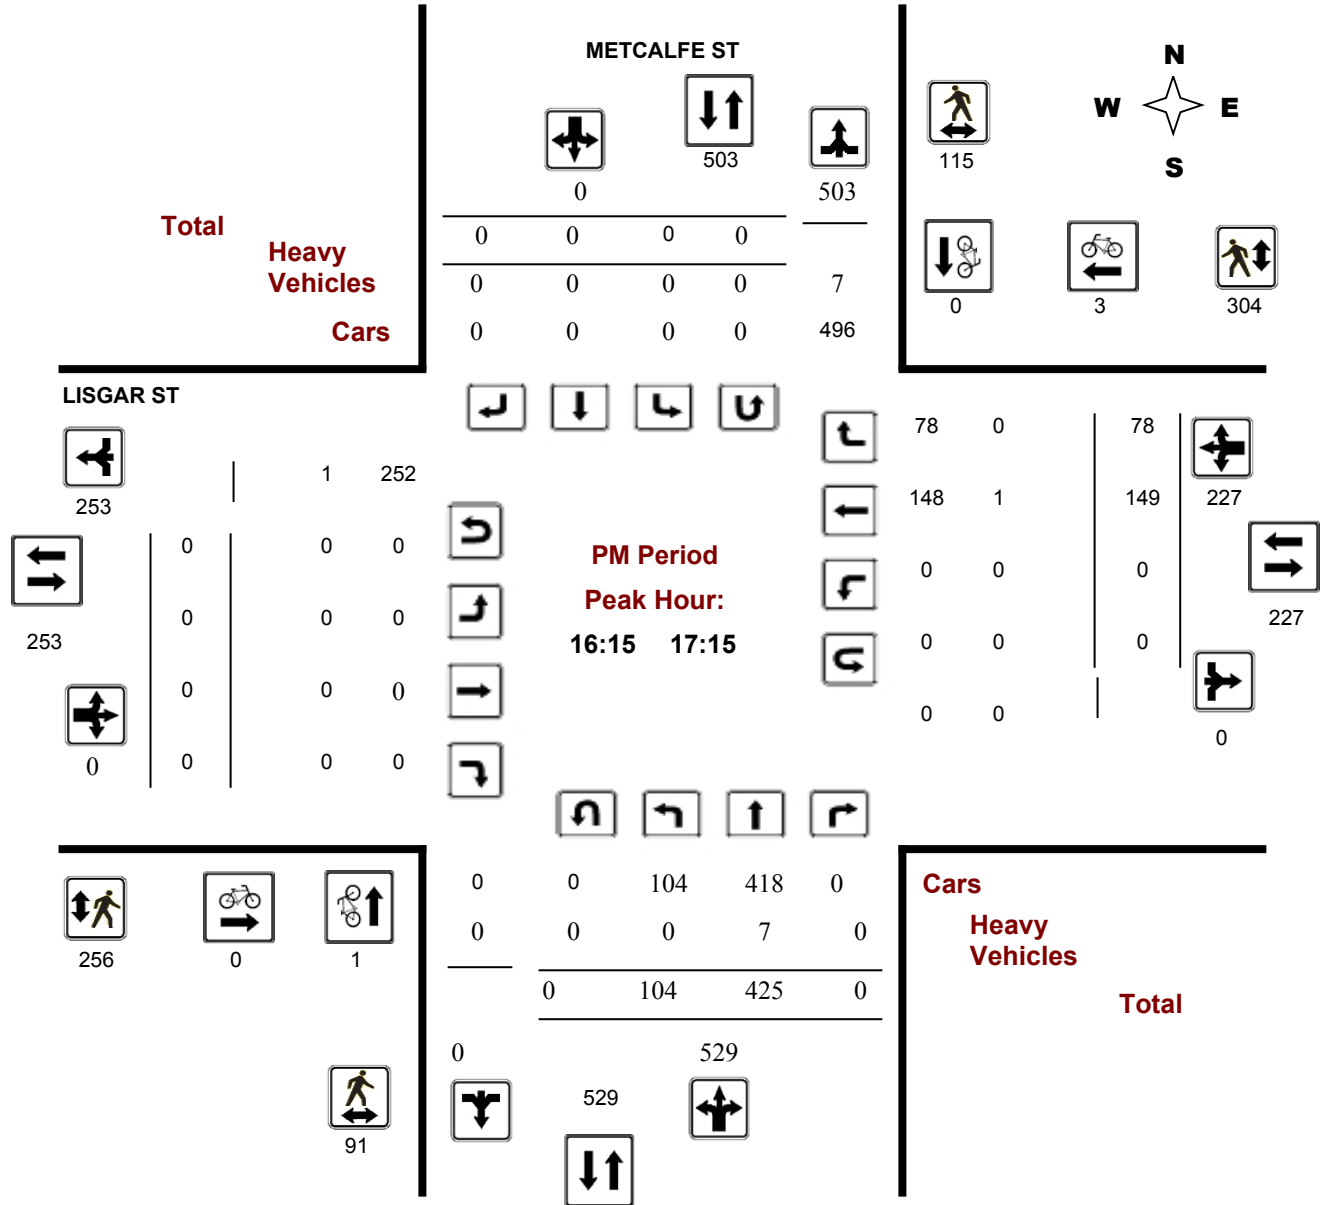 METCALFE ST
N
W E
S
503
115
0 503
Total
0 0 0 0
Heavy
Vehicles
0 0 0 0 7
0 3 304
Cars
0 0 0 0 496
LISGAR ST
78 0 78
1 252
253
148 1 149 227
0 0 0
PM Period
0 0 0
Peak Hour:
0 0 0
227
16:15 17:15
253
0 0 0
0 0 0
0 0
0
0 0 0 0
0 0 104 418 0
Cars
0 0 0 7 0
Heavy
Vehicles
256 0 1
0 104 425 0
Total
0 529
529
91